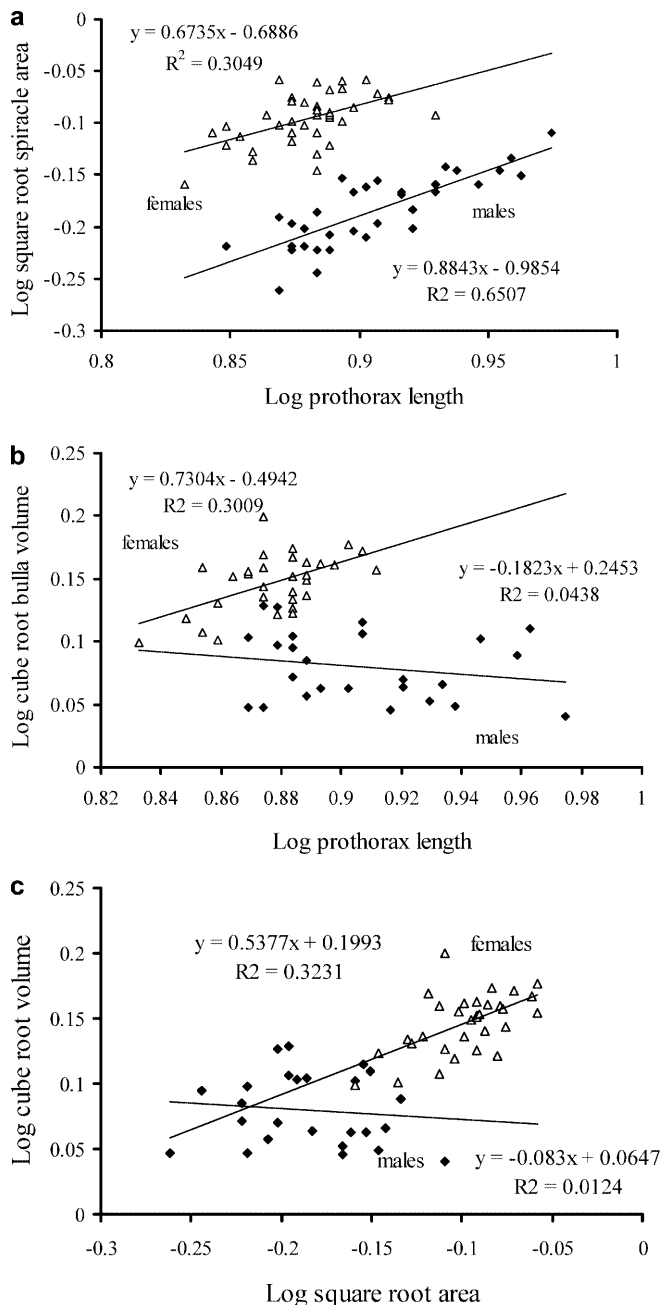 a
y = 0.6735x - 0.6886
R² = 0.3049
0
-0.05
-0.1
-0.15
-0.2
-0.25
-0.3
Log square root spiracle area
females
males
y = 0.8843x - 0.9854
R2 = 0.6507
0.8
0.85
0.9
0.95
1
Log prothorax length
b
0.25
0.2
0.15
0.1
0.05
0
Log cube root bulla volume
y = 0.7304x - 0.4942
R2 = 0.3009
females
y = -0.1823x + 0.2453
R2 = 0.0438
males
0.82
0.84
0.86
0.88
0.9
0.92
0.94
0.96
0.98
1
Log prothorax length
c
0.25
0.2
0.15
0.1
0.05
0
Log cube root volume
y = 0.5377x + 0.1993
R2 = 0.3231
females
males
y = -0.083x + 0.0647
R2 = 0.0124
-0.3
-0.25
-0.2
-0.15
-0.1
-0.05
0
Log square root area